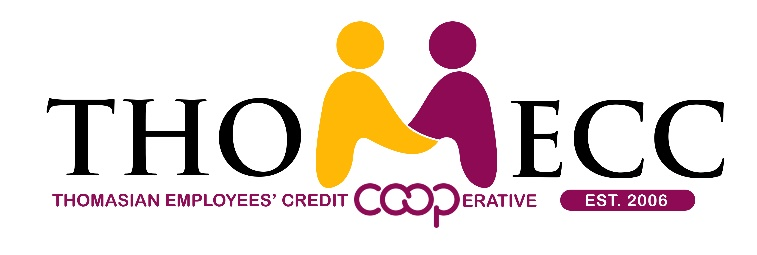 THOMECC
THOMASIAN EMPLOYEES' CREDIT COOPERATIVE EST. 2006